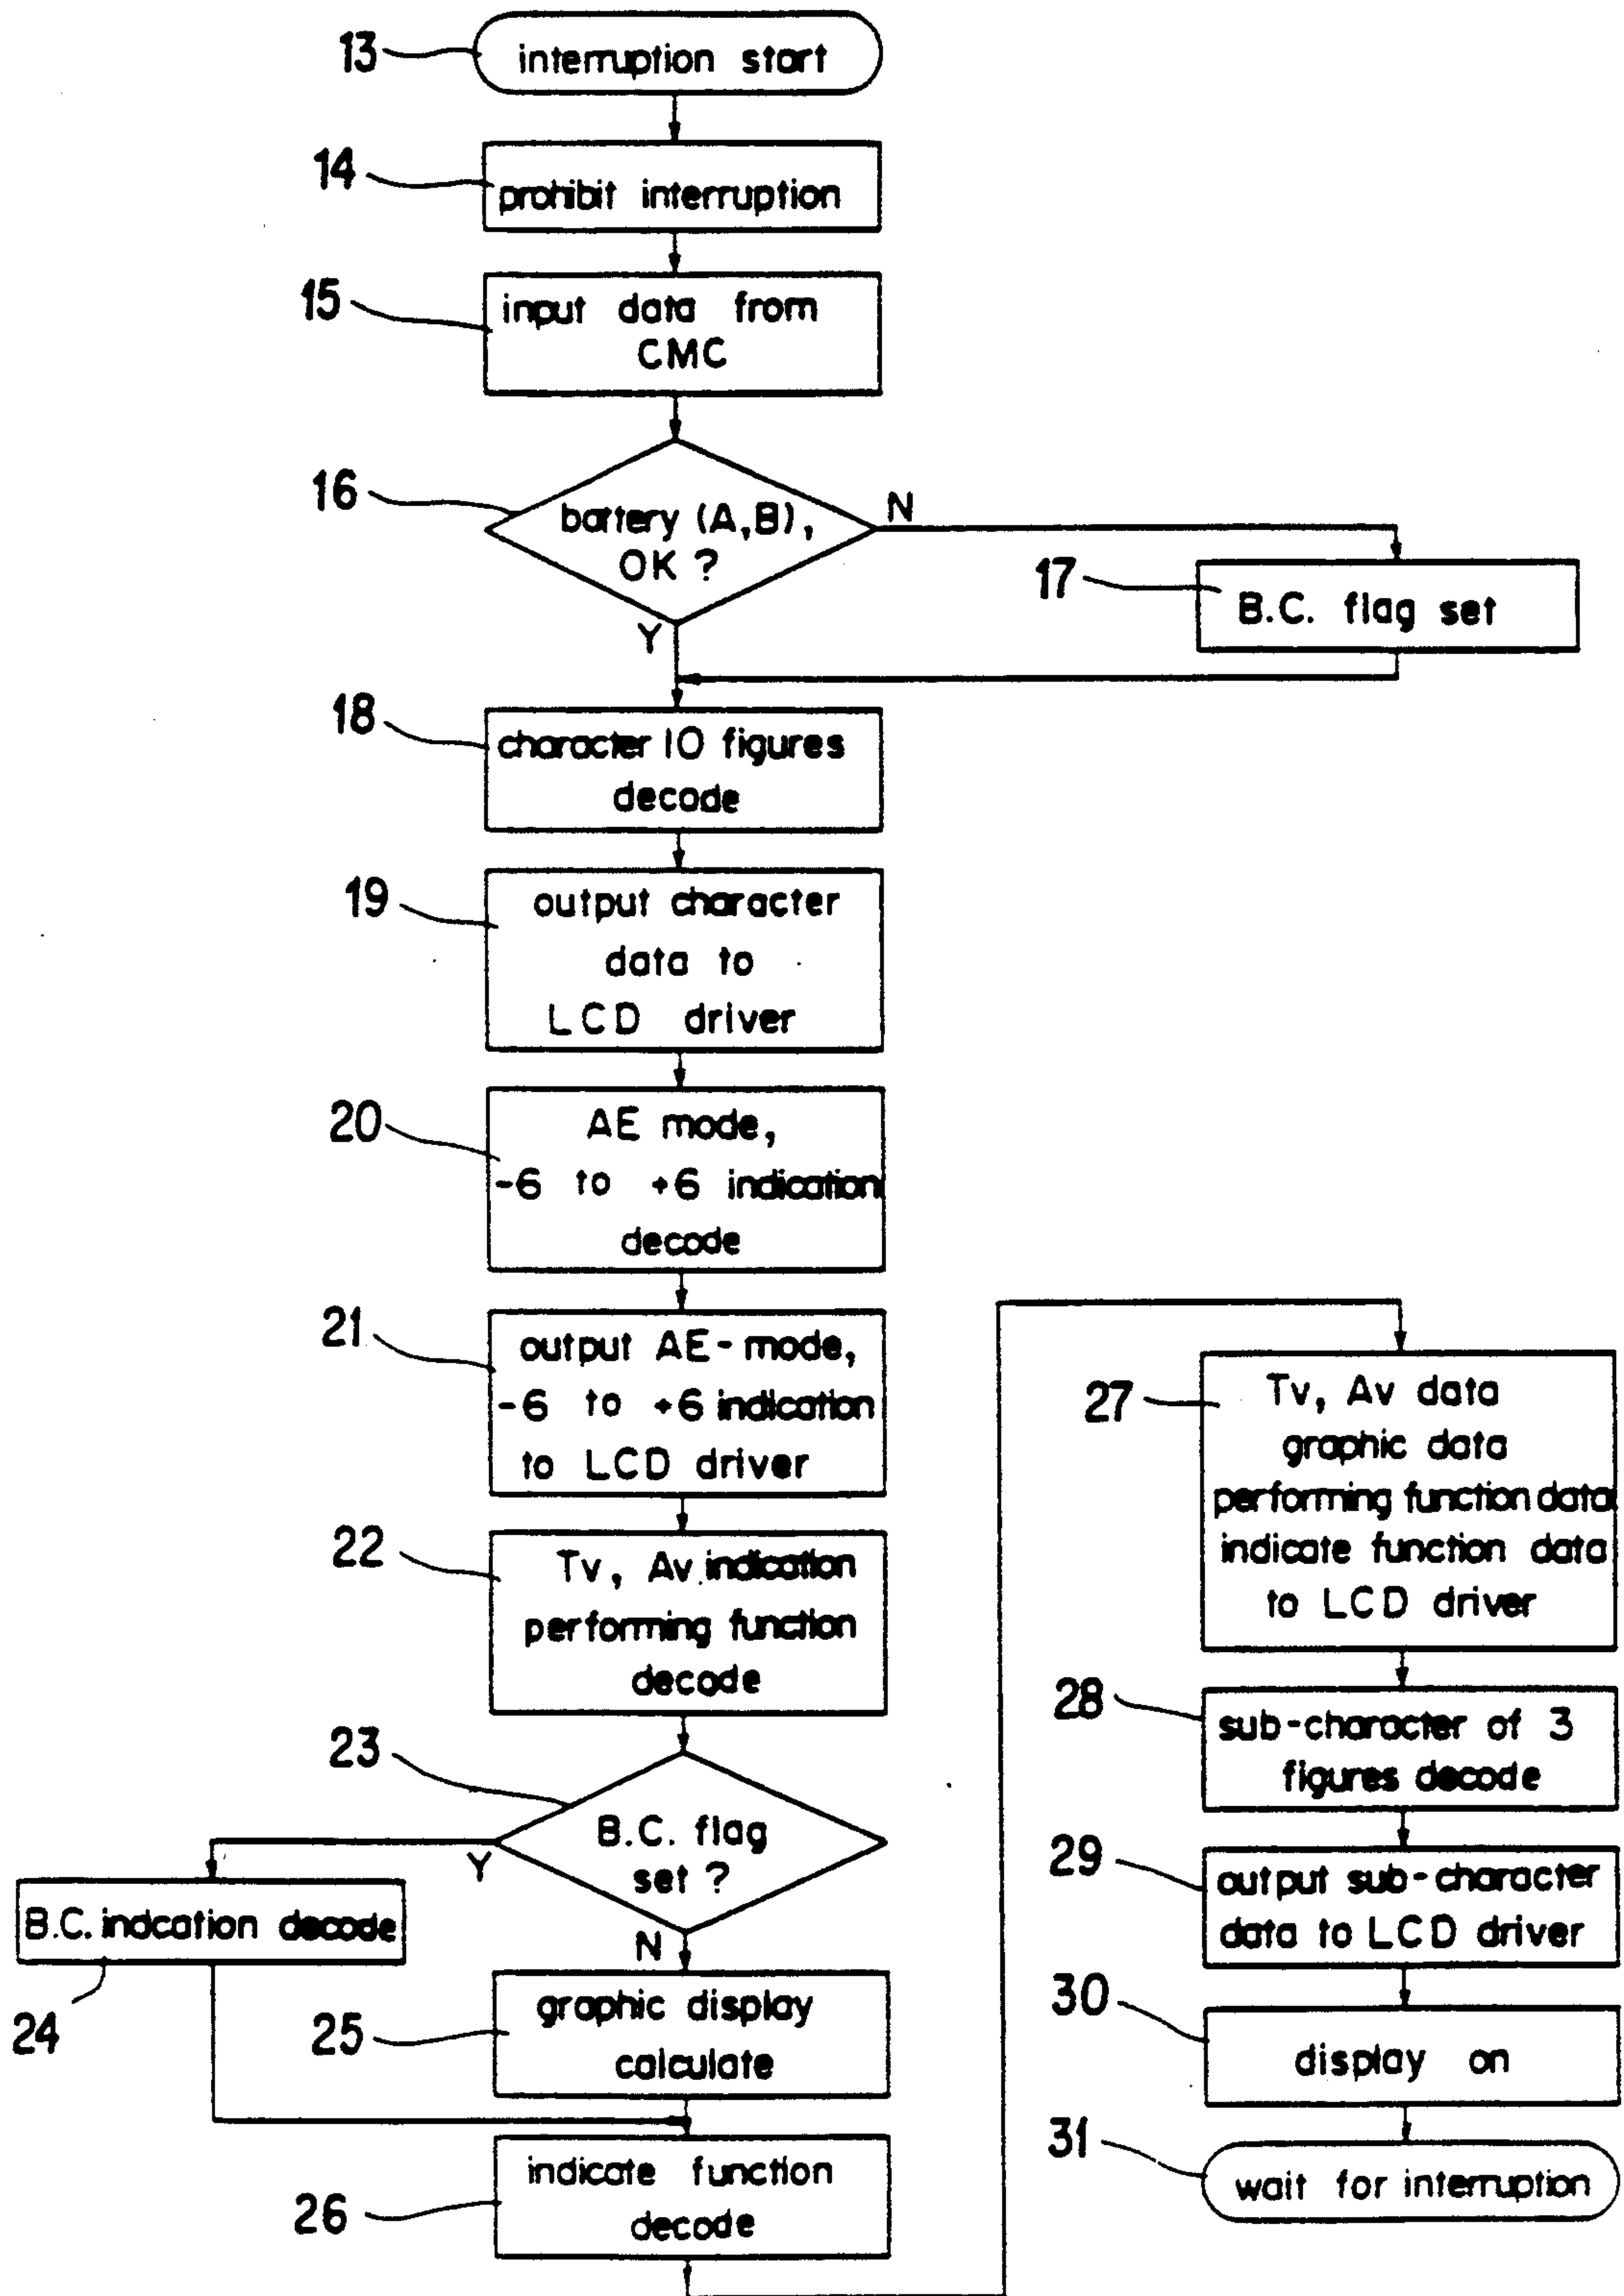 13
interruption start
14
prohibit interruption
15
input data from
CMC
16
battery (A,B),
OK ?
N
Y
17
B.C. flag set
18
character 10 figures
decode
19
output character
data to
LCD driver
20
AE mode,
-6 to +6 indication
decode
21
output AE-mode,
-6 to +6 indication
to LCD driver
22
Tv, Av indication
performing function
decode
23
B.C. flag
set ?
Y
N
B.C. indcation decode
24
25
graphic display
calculate
26
indicate function
decode
27
Tv, Av data
graphic data
performing function data
indicate function data
to LCD driver
28
sub-character of 3
figures decode
29
output sub-character
data to LCD driver
30
display on
31
wait for interruption